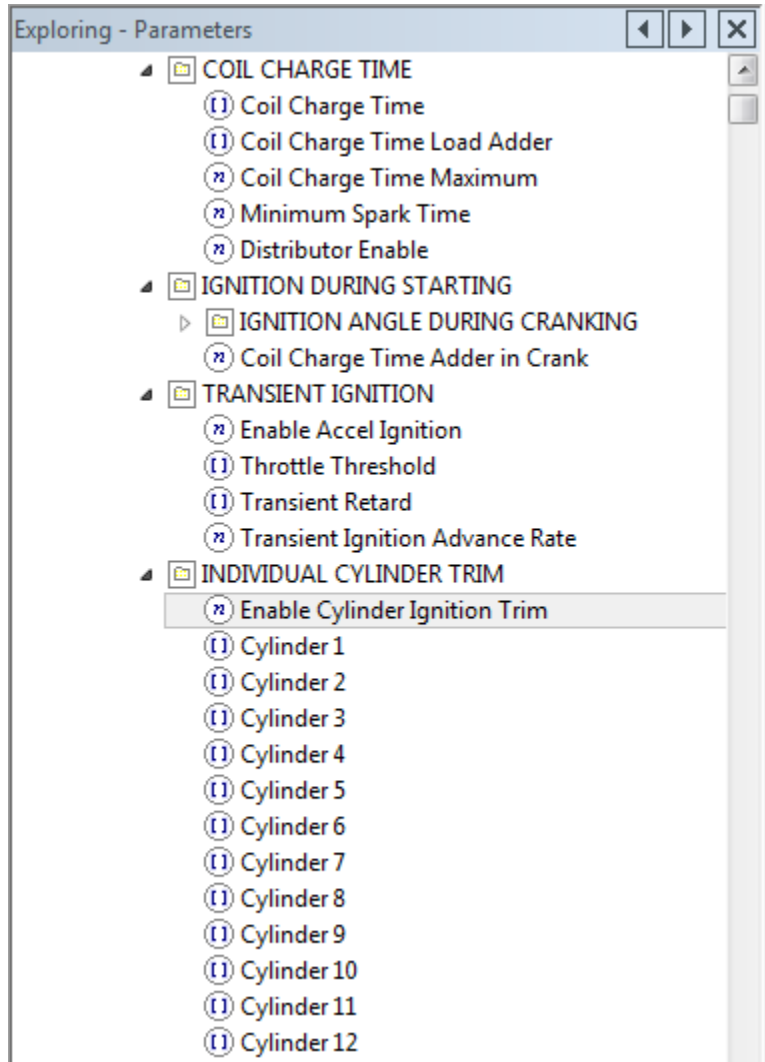 Exploring - Parameters
COIL CHARGE TIME
[ ] Coil Charge Time
[ ] Coil Charge Time Load Adder
n Coil Charge Time Maximum
n Minimum Spark Time
n Distributor Enable
IGNITION DURING STARTING
IGNITION ANGLE DURING CRANKING
n Coil Charge Time Adder in Crank
TRANSIENT IGNITION
n Enable Accel Ignition
[ ] Throttle Threshold
[ ] Transient Retard
n Transient Ignition Advance Rate
INDIVIDUAL CYLINDER TRIM
n Enable Cylinder Ignition Trim
[ ] Cylinder 1
[ ] Cylinder 2
[ ] Cylinder 3
[ ] Cylinder 4
[ ] Cylinder 5
[ ] Cylinder 6
[ ] Cylinder 7
[ ] Cylinder 8
[ ] Cylinder 9
[ ] Cylinder 10
[ ] Cylinder 11
[ ] Cylinder 12